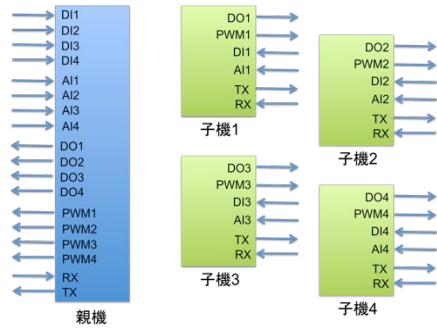 DI1
DI2
DI3
DI4
AI1
AI2
AI3
AI4
DO1
DO2
DO3
DO4
PWM1
PWM2
PWM3
PWM4
RX
TX
親機
DO1
PWM1
DI1
AI1
TX
RX
子機1
DO2
PWM2
DI2
AI2
TX
RX
子機2
DO3
PWM3
DI3
AI3
TX
RX
子機3
DO4
PWM4
DI4
AI4
TX
RX
子機4